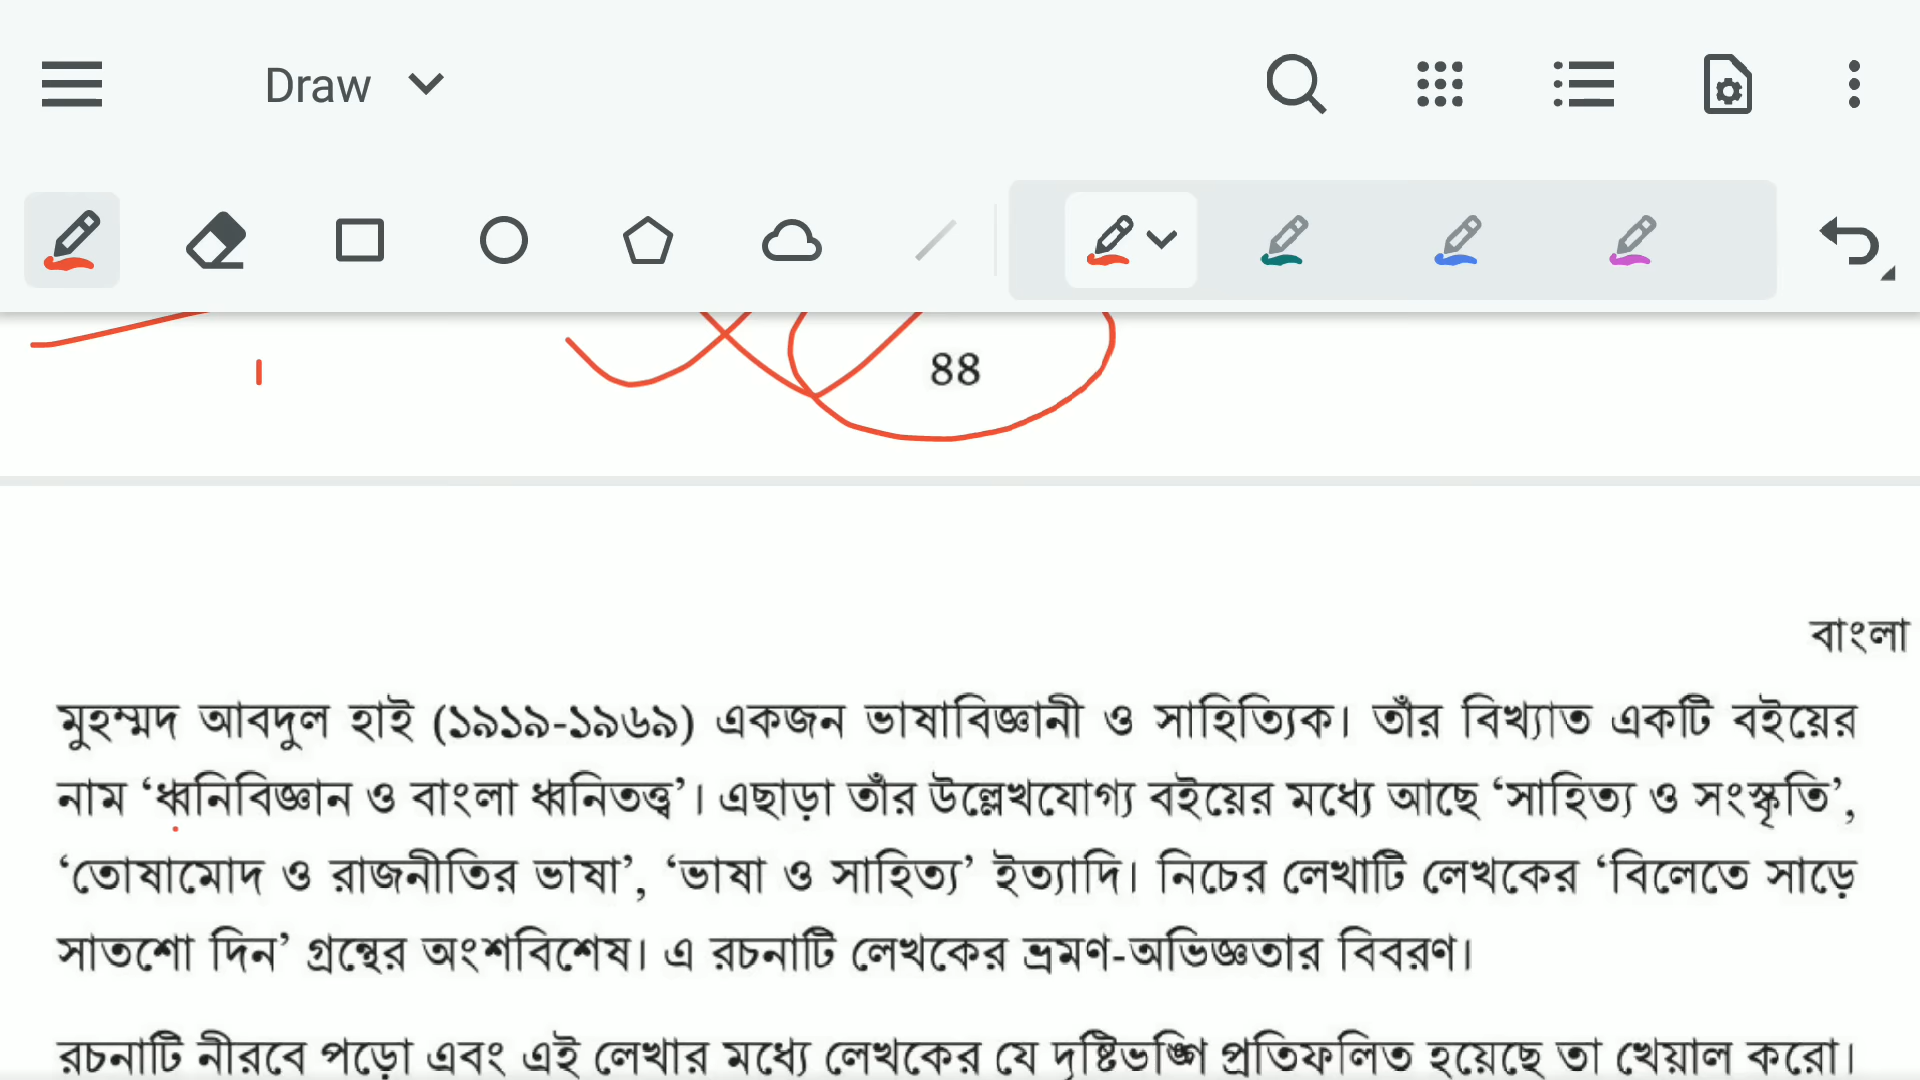 Draw
88
বাংলা
মুহম্মদ আবদুল হাই (১৯১৯-১৯৬৯) একজন ভাষাবিজ্ঞানী ও সাহিত্যিক। তাঁর বিখ্যাত একটি বইয়ের
নাম ‘ধ্বনিবিজ্ঞান ও বাংলা ধ্বনিতত্ত্ব’। এছাড়া তাঁর উল্লেখযোগ্য বইয়ের মধ্যে আছে ‘সাহিত্য ও সংস্কৃতি’,
‘তোষামোদ ও রাজনীতির ভাষা’, ‘ভাষা ও সাহিত্য’ ইত্যাদি। নিচের লেখাটি লেখকের ‘বিলেতে সাড়ে
সাতশো দিন’ গ্রন্থের অংশবিশেষ। এ রচনাটি লেখকের ভ্রমণ-অভিজ্ঞতার বিবরণ।
রচনাটি নীরবে পড়ো এবং এই লেখার মধ্যে লেখকের যে দৃষ্টিভঙ্গি প্রতিফলিত হয়েছে তা খেয়াল করো।